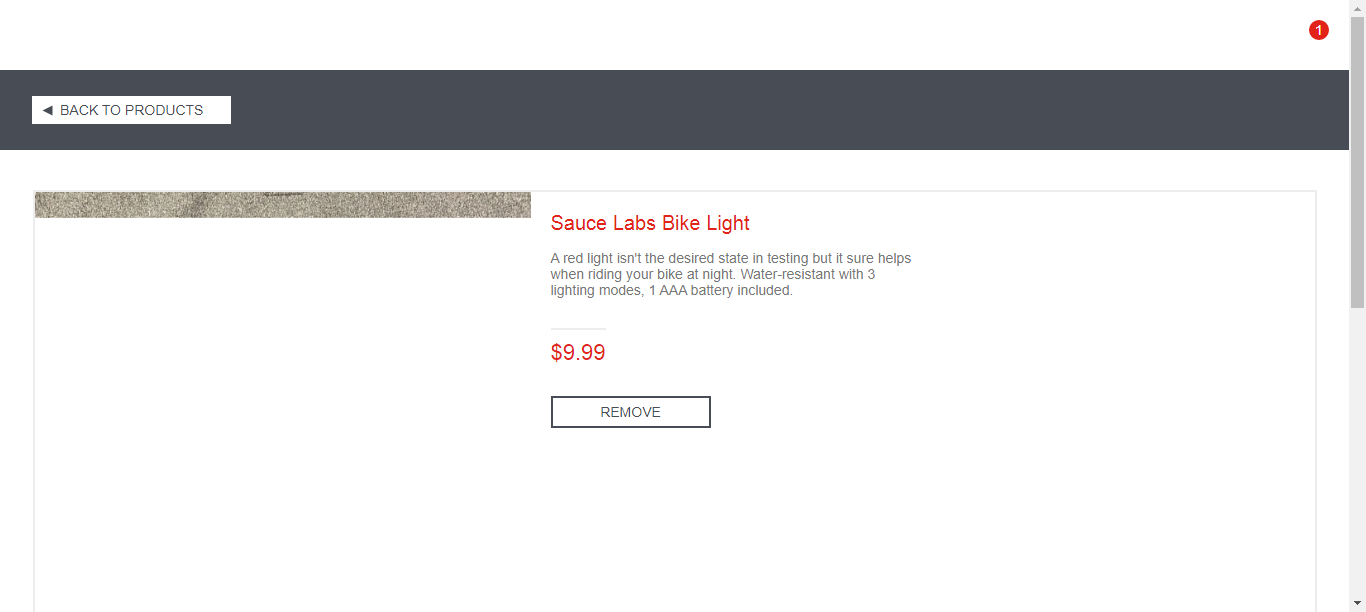 1
◄ BACK TO PRODUCTS
Sauce Labs Bike Light
A red light isn't the desired state in testing but it sure helps
when riding your bike at night. Water-resistant with 3
lighting modes, 1 AAA battery included.
$9.99
REMOVE